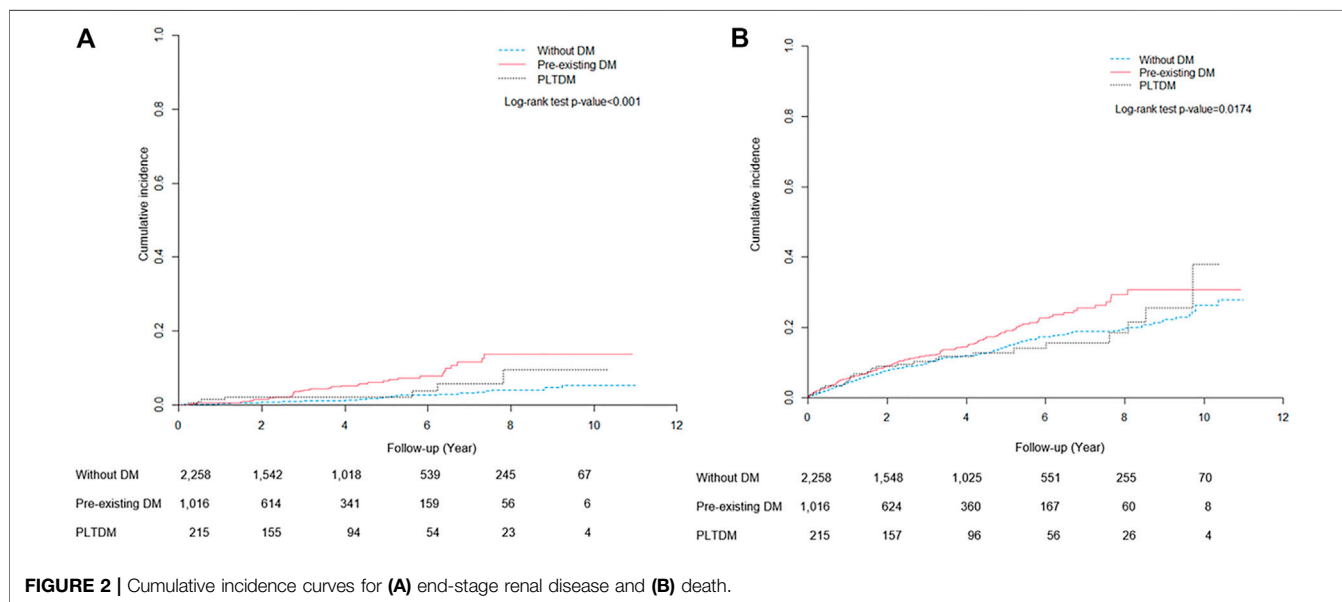 A
Without DM
Pre-existing DM
PLTDM
Log-rank test p-value<0.001
Cumulative incidence
1.0
0.8
0.6
0.4
0.2
0.0
0 2 4 6 8 10 12
Follow-up (Year)
Without DM 2,258 1,542 1,018 539 245 67
Pre-existing DM 1,016 614 341 159 56 6
PLTDM 215 155 94 54 23 4
B
Without DM
Pre-existing DM
PLTDM
Log-rank test p-value=0.0174
Cumulative incidence
1.0
0.8
0.6
0.4
0.2
0.0
0 2 4 6 8 10 12
Follow-up (Year)
Without DM 2,258 1,548 1,025 551 255 70
Pre-existing DM 1,016 624 360 167 60 8
PLTDM 215 157 96 56 26 4
FIGURE 2 | Cumulative incidence curves for (A) end-stage renal disease and (B) death.